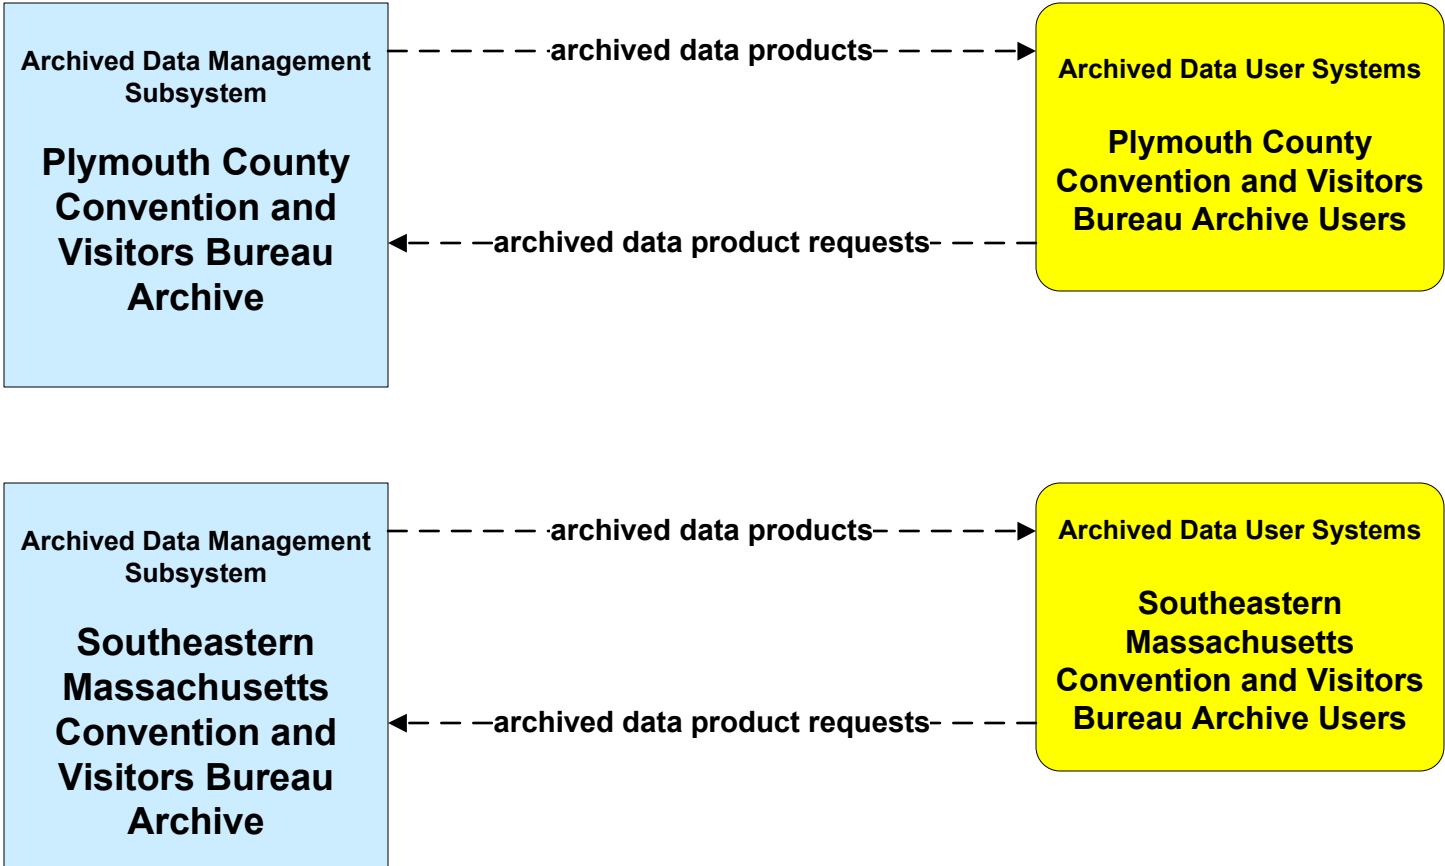 Archived Data Management
Subsystem
Plymouth County
Convention and
Visitors Bureau
Archive
archived data products
archived data product requests
Archived Data User Systems
Plymouth County
Convention and Visitors
Bureau Archive Users
Archived Data Management
Subsystem
Southeastern
Massachusetts
Convention and
Visitors Bureau
Archive
archived data products
archived data product requests
Archived Data User Systems
Southeastern
Massachusetts
Convention and Visitors
Bureau Archive Users